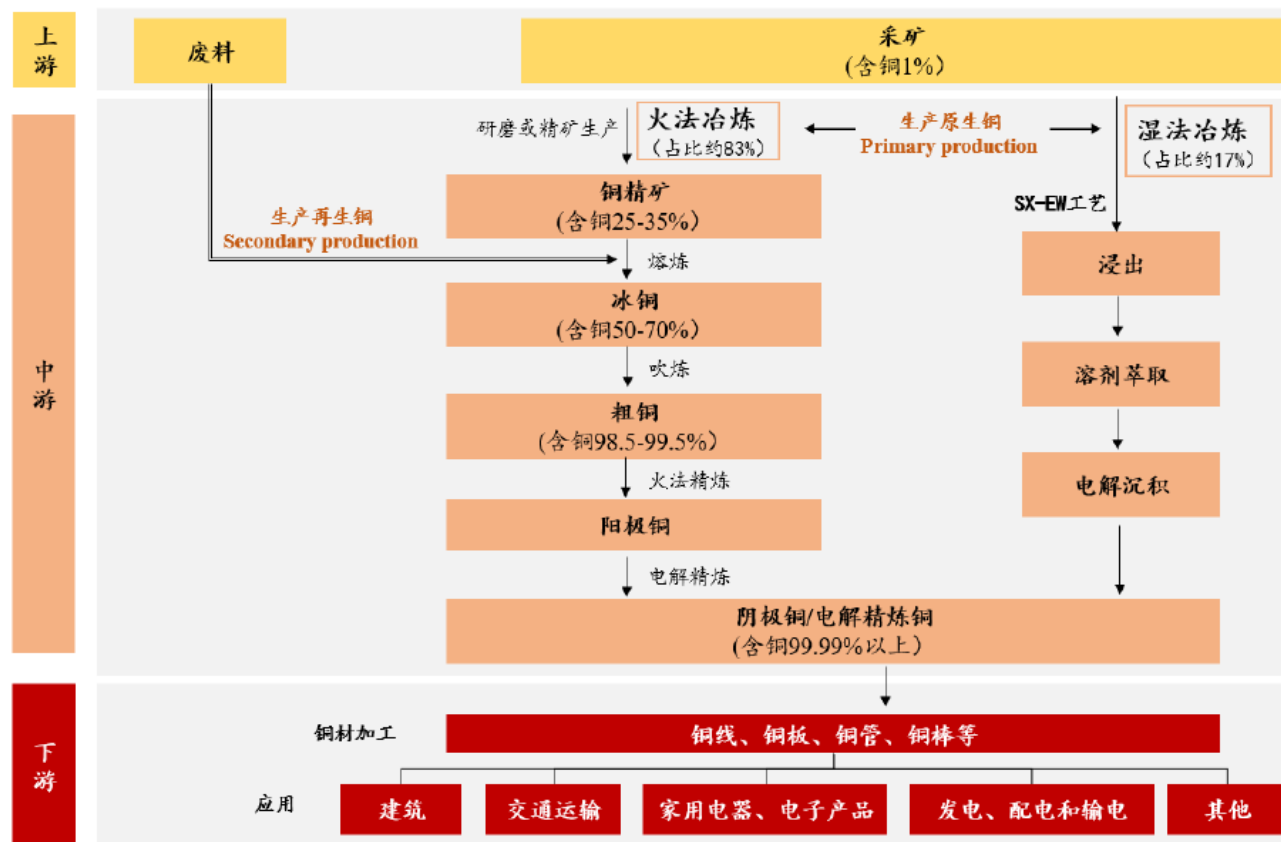 上
游
废料
采矿
(含铜1%)
中
游
研磨或精矿生产
火法冶炼
(占比约83%)
生产原生铜
Primary production
湿法冶炼
(占比约17%)
铜精矿
(含铜25-35%)
SX-EW工艺
生产再生铜
Secondary production
熔炼
浸出
冰铜
(含铜50-70%)
吹炼
溶剂萃取
粗铜
(含铜98.5-99.5%)
火法精炼
电解沉积
阳极铜
电解精炼
阴极铜/电解精炼铜
(含铜99.99%以上)
下
游
铜材加工
铜线、铜板、铜管、铜棒等
应用
建筑
交通运输
家用电器、电子产品
发电、配电和输电
其他